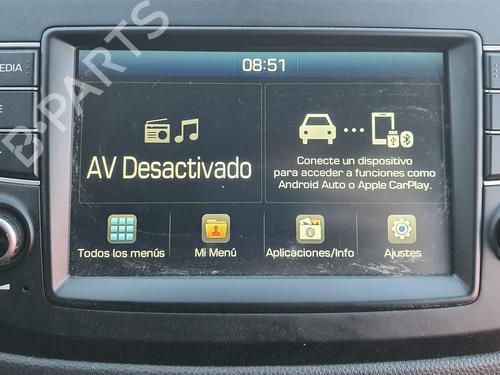 B-PARTS
08:51
MEDIA
AV Desactivado
Conecte un dispositivo
para acceder a funciones como
Android Auto o Apple CarPlay.
Todos los menús
Mi Menú
Aplicaciones/Info
Ajustes